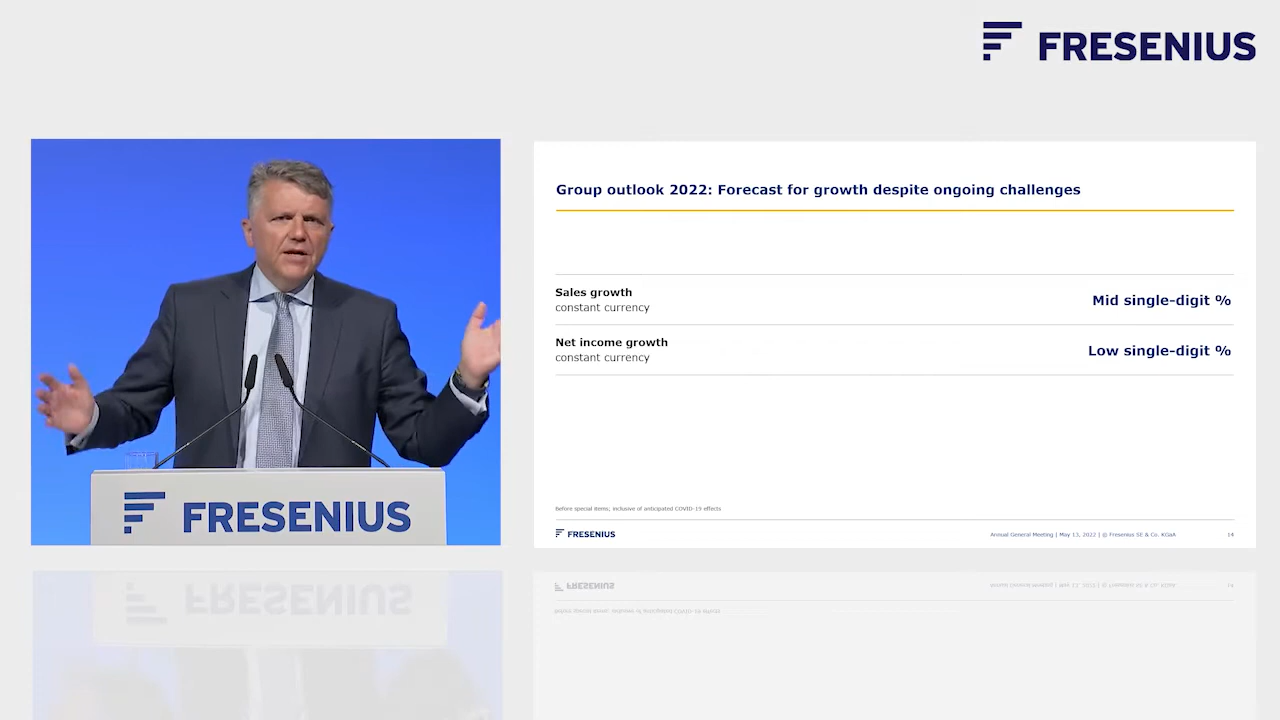 FRESENIUS
FRESENIUS
Group outlook 2022: Forecast for growth despite ongoing challenges
Sales growth
constant currency
Mid single-digit %
Net income growth
constant currency
Low single-digit %
Before special items; inclusive of anticipated COVID-19 effects
FRESENIUS
Annual General Meeting | May 13, 2022 | © Fresenius SE & Co. KGaA
14